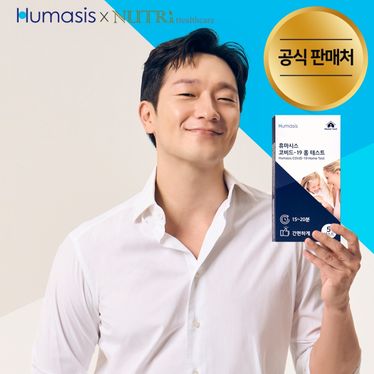 Humasis × NUTRI Healthcare
공식 판매처
Humasis
휴마시스
코비드-19 홈 테스트
Humasis COVID-19 Home Test
15~20분
간편하게
5